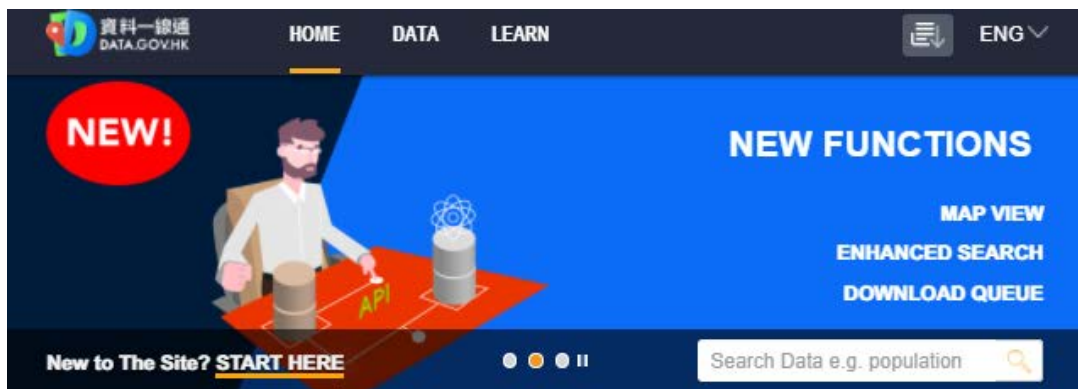 資料一線通
DATA.GOV.HK
HOME DATA LEARN ENG
NEW!
NEW FUNCTIONS
MAP VIEW
ENHANCED SEARCH
DOWNLOAD QUEUE
API
New to The Site? START HERE
Search Data e.g. population